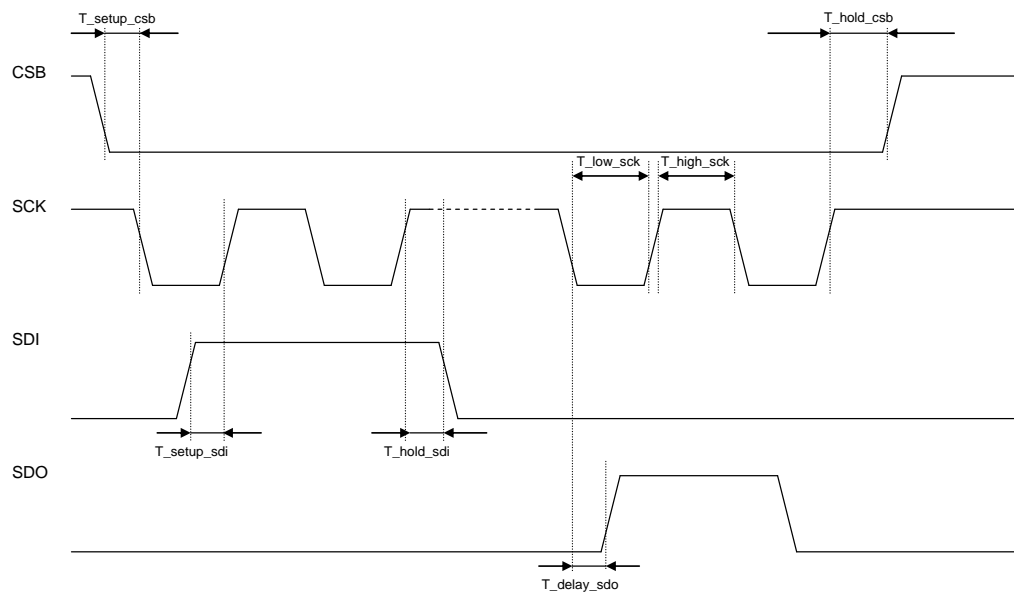 T_setup_csb
T_hold_csb
CSB
T_low_sck
T_high_sck
SCK
SDI
T_setup_sdi
T_hold_sdi
SDO
T_delay_sdo